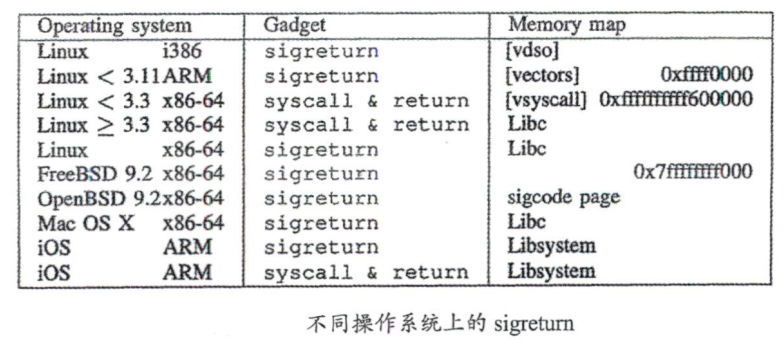 Operating system Gadget Memory map
Linux i386 sigreturn [vdso]
Linux < 3.11 ARM sigreturn [vectors] 0xffff0000
Linux < 3.3 x86-64 syscall & return [vsyscall] 0xffffffffff600000
Linux ≥ 3.3 x86-64 syscall & return Libc
Linux x86-64 sigreturn Libc
FreeBSD 9.2 x86-64 sigreturn 0x7ffffffff000
OpenBSD 9.2 x86-64 sigreturn sigcode page
Mac OS X x86-64 sigreturn Libc
iOS ARM sigreturn Libsystem
iOS ARM syscall & return Libsystem
不同操作系统上的 sigreturn